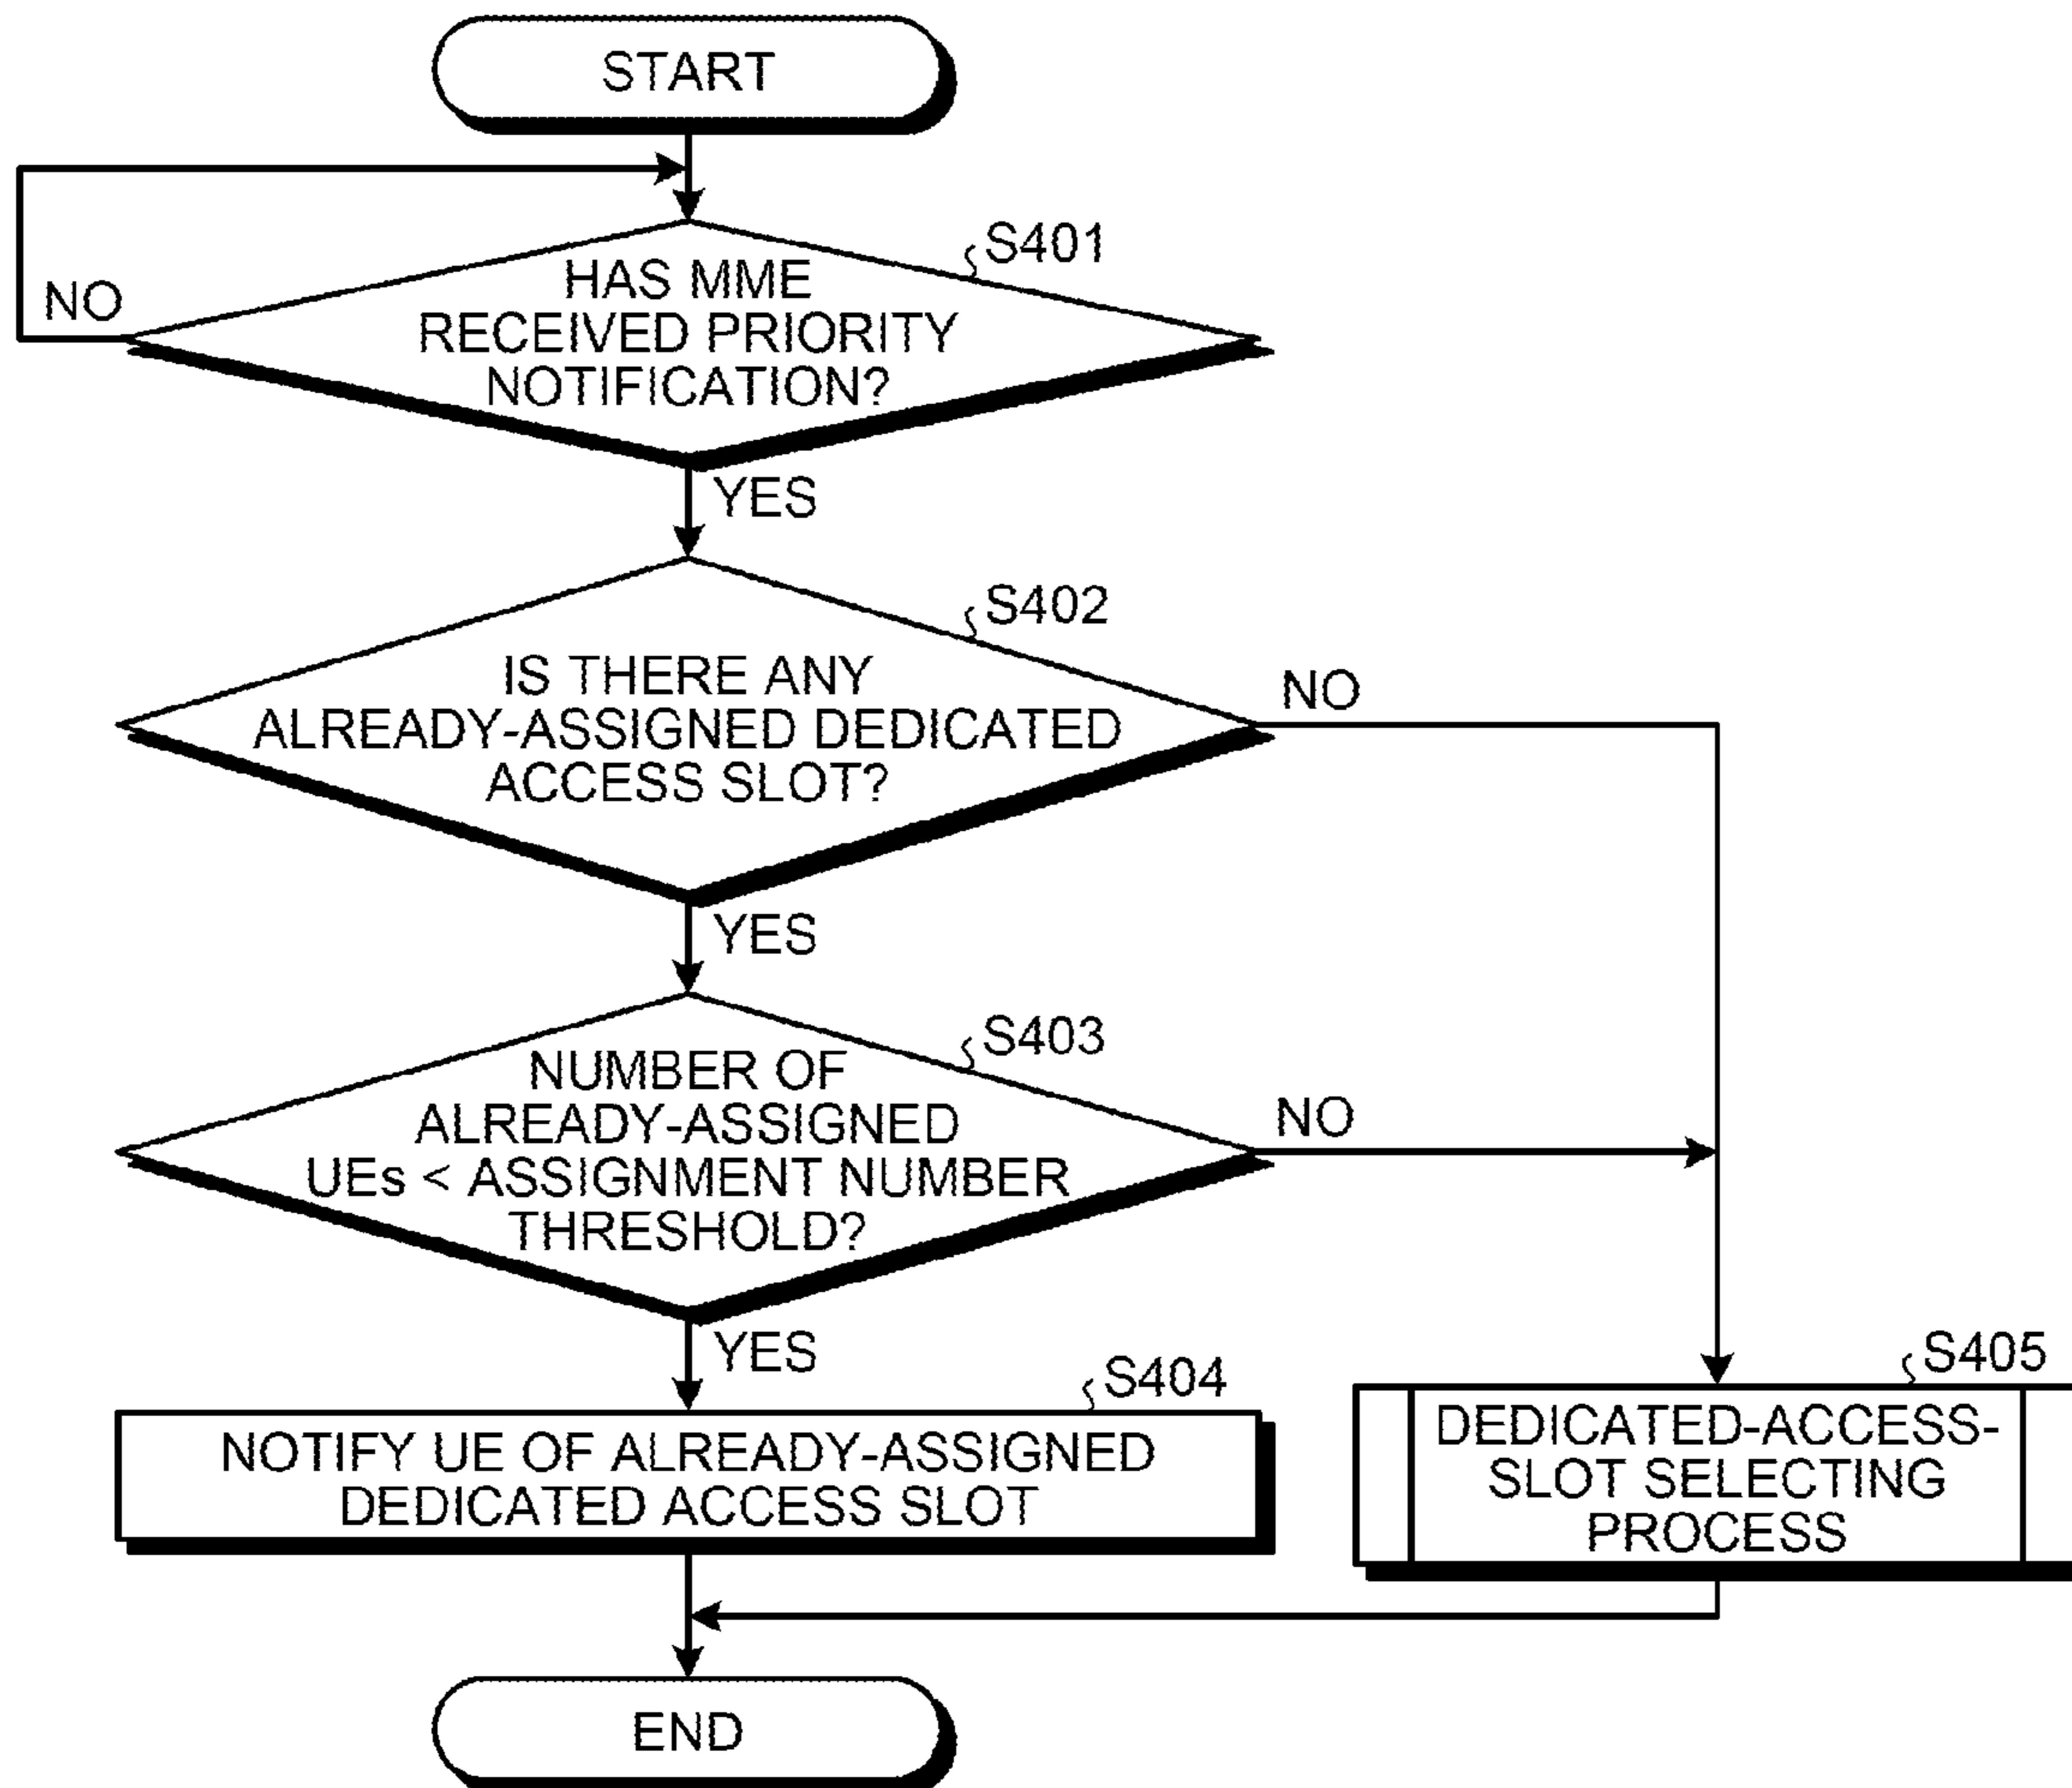 START
S401
HAS MME
RECEIVED PRIORITY
NOTIFICATION?
NO
YES
S402
IS THERE ANY
ALREADY-ASSIGNED DEDICATED
ACCESS SLOT?
NO
YES
S403
NUMBER OF
ALREADY-ASSIGNED
UEs < ASSIGNMENT NUMBER
THRESHOLD?
NO
YES
S404
NOTIFY UE OF ALREADY-ASSIGNED
DEDICATED ACCESS SLOT
S405
DEDICATED-ACCESS-
SLOT SELECTING
PROCESS
END